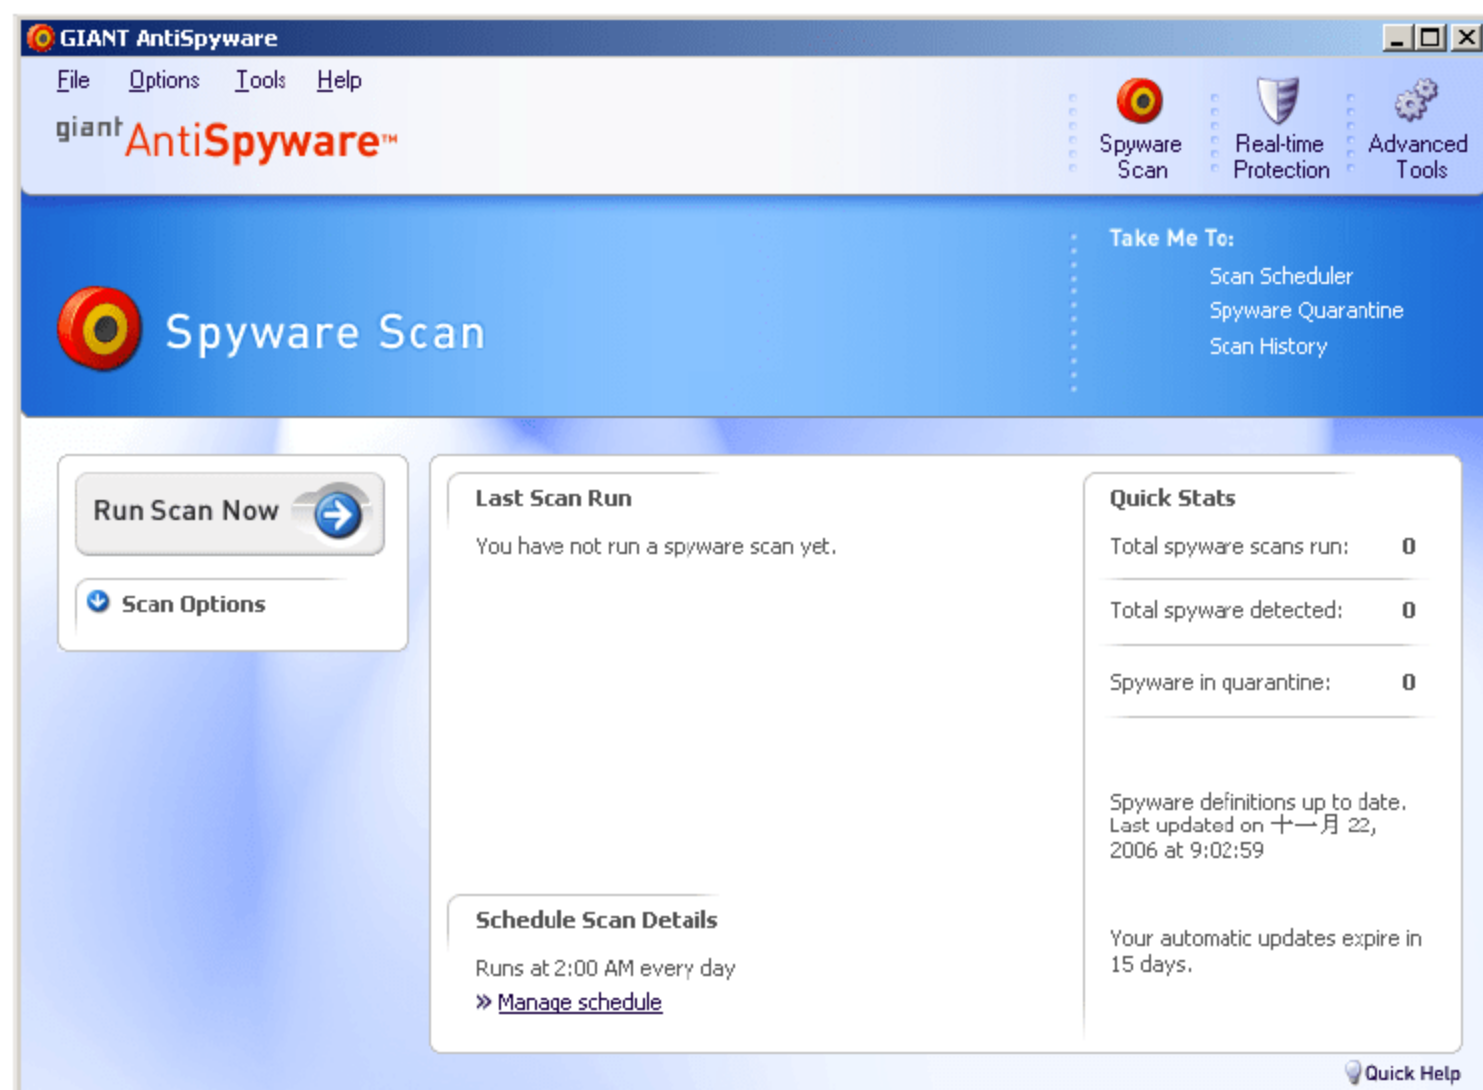 GIANT AntiSpyware
File Options Tools Help
giant AntiSpyware™
Spyware
Scan
Real-time
Protection
Advanced
Tools
Spyware Scan
Take Me To:
Scan Scheduler
Spyware Quarantine
Scan History
Run Scan Now
Scan Options
Last Scan Run
You have not run a spyware scan yet.
Schedule Scan Details
Runs at 2:00 AM every day
» Manage schedule
Quick Stats
Total spyware scans run: 0
Total spyware detected: 0
Spyware in quarantine: 0
Spyware definitions up to date.
Last updated on 十一月 22,
2006 at 9:02:59
Your automatic updates expire in
15 days.
Quick Help